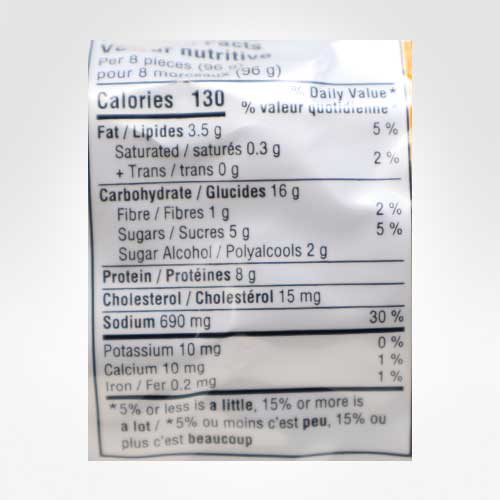 Facts
Valeur nutritive
Per 8 pieces (96 g)
pour 8 morceaux (96 g)
Calories 130
% Daily Value*
% valeur quotidienne*
Fat / Lipides 3.5 g 5 %
Saturated / saturés 0.3 g
+ Trans / trans 0 g 2 %
Carbohydrate / Glucides 16 g
Fibre / Fibres 1 g 2 %
Sugars / Sucres 5 g 5 %
Sugar Alcohol / Polyalcools 2 g
Protein / Protéines 8 g
Cholesterol / Cholestérol 15 mg
Sodium 690 mg 30 %
Potassium 10 mg 0 %
Calcium 10 mg 1 %
Iron / Fer 0.2 mg 1 %
*5% or less is a little, 15% or more is
a lot / *5% ou moins c'est peu, 15% ou
plus c'est beaucoup